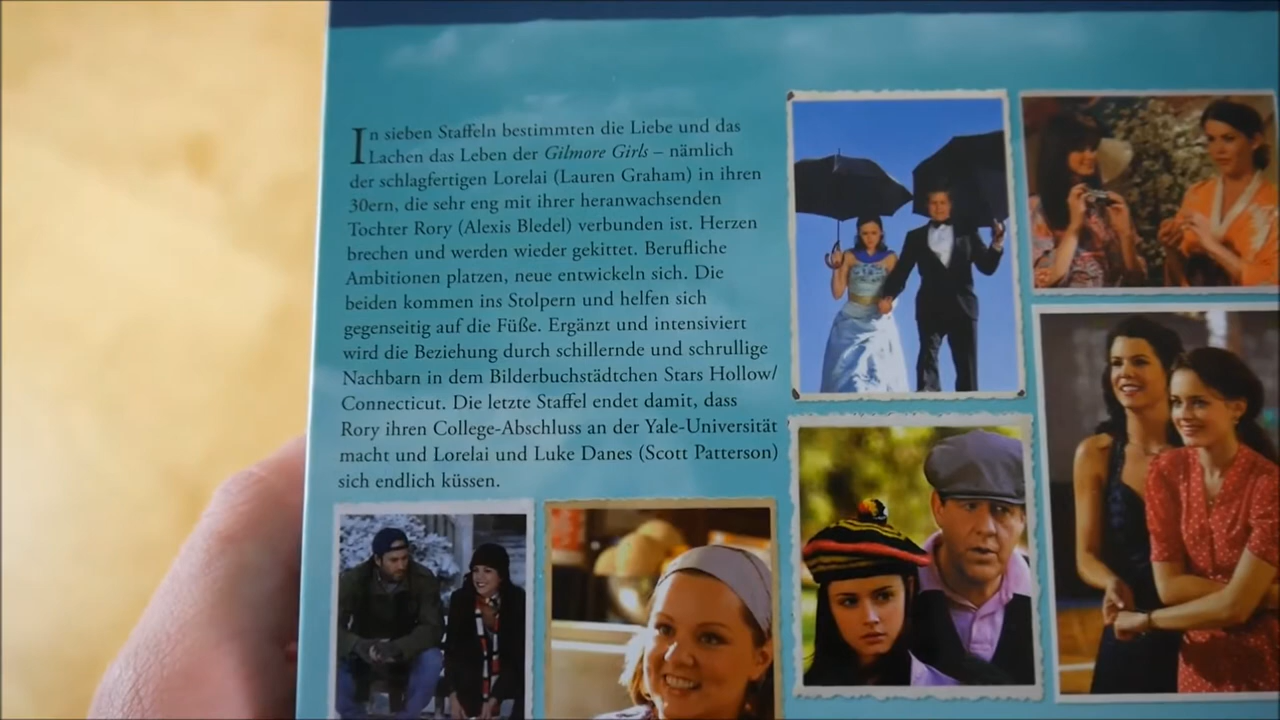 In sieben Staffeln bestimmten die Liebe und das
Lachen das Leben der Gilmore Girls – nämlich
der schlagfertigen Lorelai (Lauren Graham) in ihren
30ern, die sehr eng mit ihrer heranwachsenden
Tochter Rory (Alexis Bledel) verbunden ist. Herzen
brechen und werden wieder gekittet. Berufliche
Ambitionen platzen, neue entwickeln sich. Die
beiden kommen ins Stolpern und helfen sich
gegenseitig auf die Füße. Ergänzt und intensiviert
wird die Beziehung durch schillernde und schrullige
Nachbarn in dem Bilderbuchstädtchen Stars Hollow/
Connecticut. Die letzte Staffel endet damit, dass
Rory ihren College-Abschluss an der Yale-Universität
macht und Lorelai und Luke Danes (Scott Patterson)
sich endlich küssen.